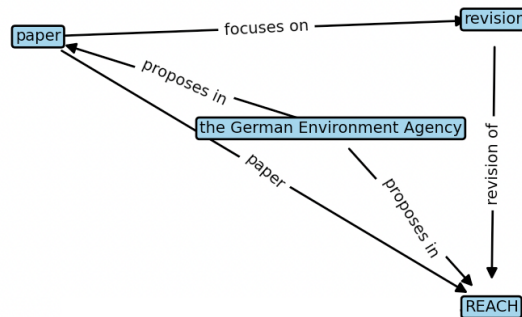 revision
focuses on
paper
proposes in
the German Environment Agency
revision of
paper
proposes in
REACH